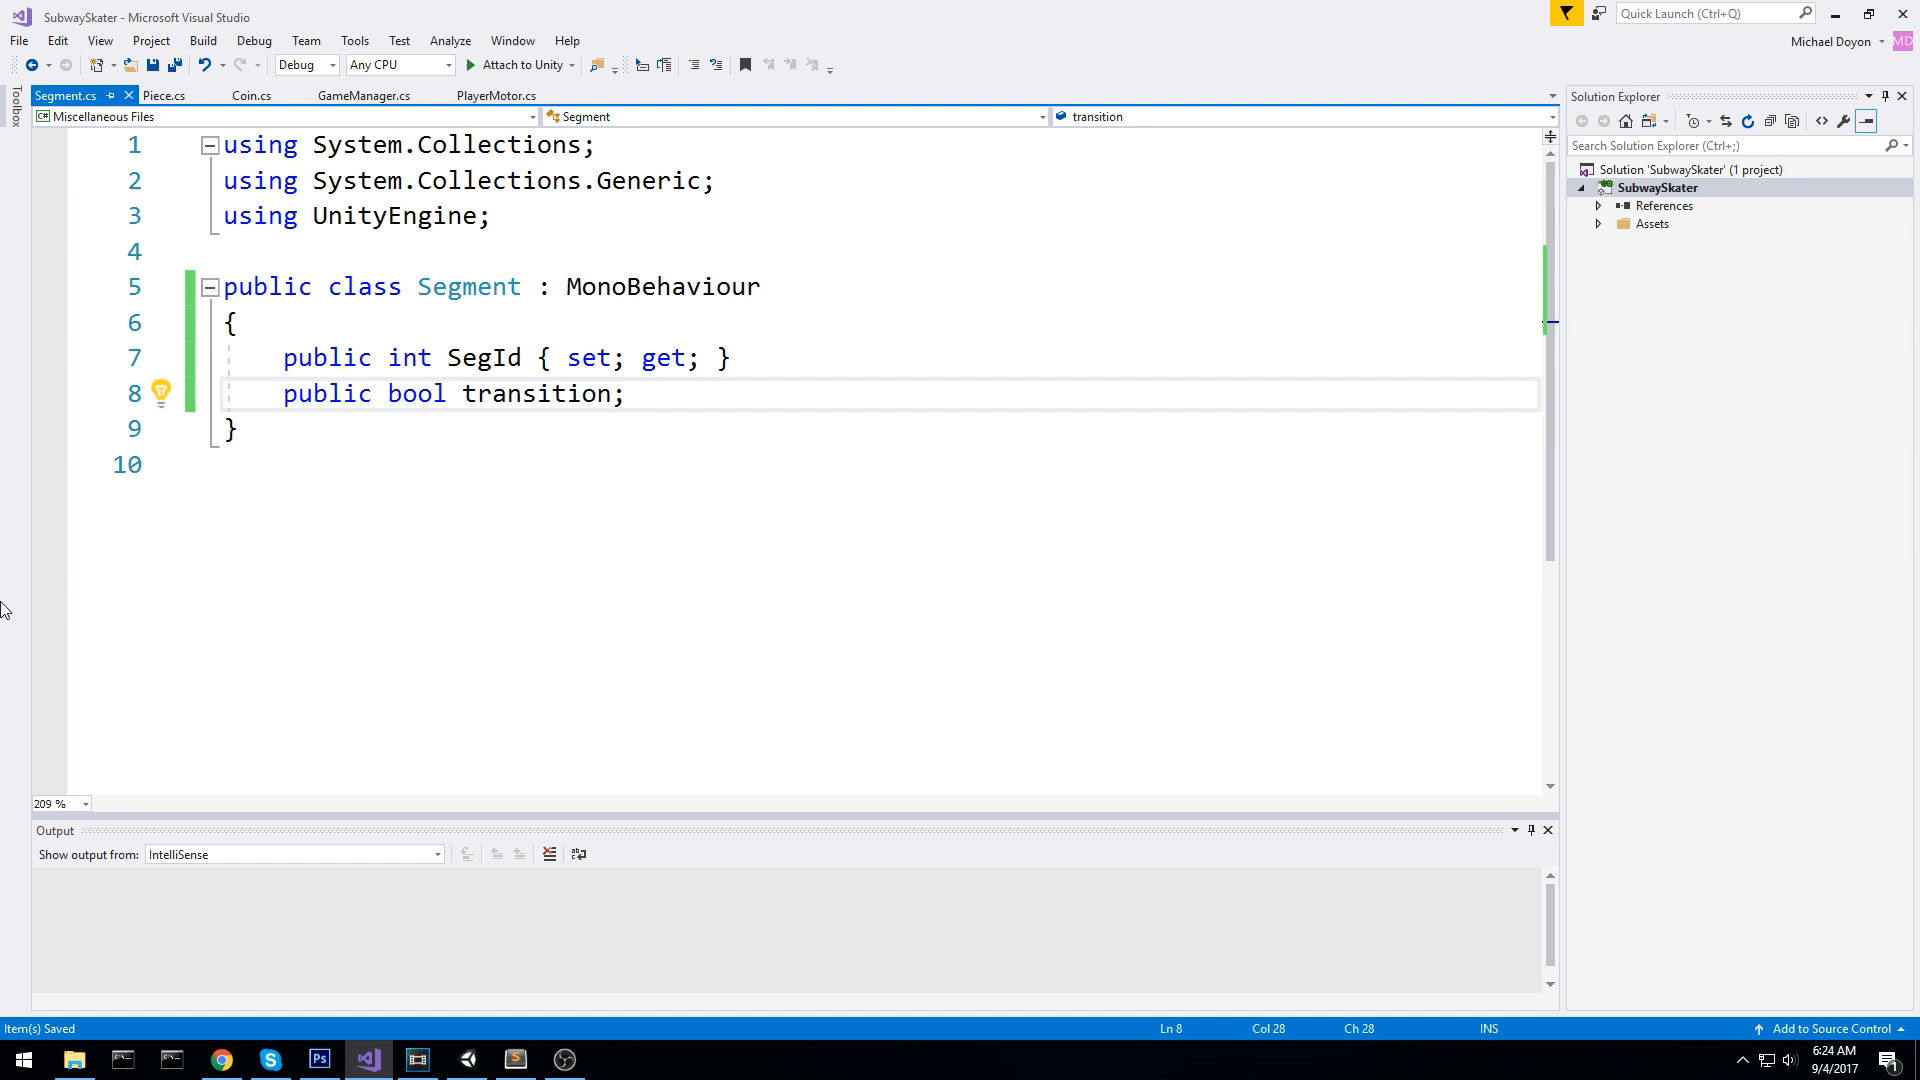 SubwaySkater - Microsoft Visual Studio
Quick Launch (Ctrl+Q)
File Edit View Project Build Debug Team Tools Test Analyze Window Help
Michael Doyon MD
Debug Any CPU Attach to Unity
Toolbox
Segment.cs Piece.cs Coin.cs GameManager.cs PlayerMotor.cs
Miscellaneous Files Segment transition
1 using System.Collections;
2 using System.Collections.Generic;
3 using UnityEngine;
4
5 public class Segment : MonoBehaviour
6 {
7 public int SegId { set; get; }
8 public bool transition;
9 }
10
209 %
Output
Show output from: IntelliSense
Solution Explorer
Search Solution Explorer (Ctrl+;)
Solution 'SubwaySkater' (1 project)
SubwaySkater
References
Assets
Item(s) Saved Ln 8 Col 28 Ch 28 INS Add to Source Control
6:24 AM
9/4/2017
1